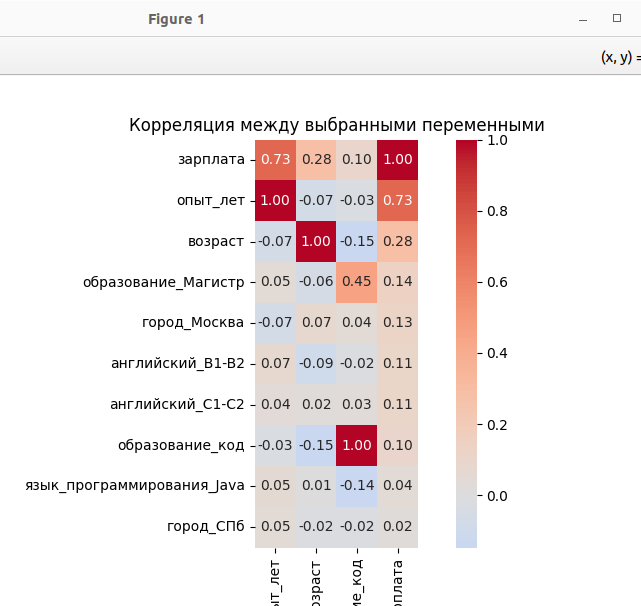 Figure 1
(x, y) =
Корреляция между выбранными переменными
зарплата 0.73 0.28 0.10 1.00
опыт_лет 1.00 -0.07 -0.03 0.73
возраст -0.07 1.00 -0.15 0.28
образование_Магистр 0.05 -0.06 0.45 0.14
город_Москва -0.07 0.07 0.04 0.13
английский_B1-B2 0.07 -0.09 -0.02 0.11
английский_C1-C2 0.04 0.02 0.03 0.11
образование_код -0.03 -0.15 1.00 0.10
язык_программирования_Java 0.05 0.01 -0.14 0.04
город_СПб 0.05 -0.02 -0.02 0.02
1.0
0.8
0.6
0.4
0.2
0.0